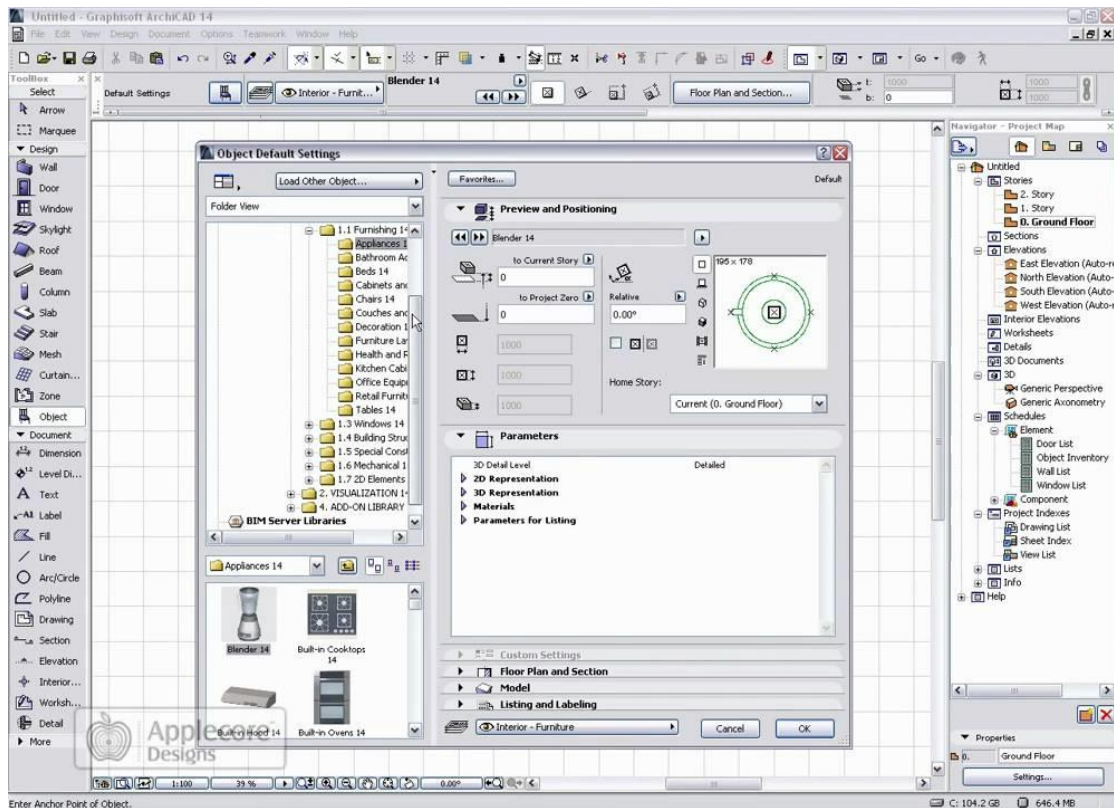 Untitled - Graphisoft ArchiCAD 14
File Edit View Design Document Options Teamwork Window Help
Go
ToolBox
Select
Arrow
Marquee
Design
Wall
Door
Window
Skylight
Roof
Beam
Column
Slab
Stair
Mesh
Curtain...
Zone
Object
Document
Dimension
Level Di...
Text
Label
Fill
Line
Arc/Circle
Polyline
Drawing
Section
Elevation
Interior...
Worksh...
Detail
More
Default Settings
Interior - Furnit...
Blender 14
Floor Plan and Section...
t: 1000
b: 0
1000
1000
Object Default Settings
Load Other Object...
Folder View
1.1 Furnishing 14
Appliances 1
Bathroom Ac
Beds 14
Cabinets and
Chairs 14
Couches and
Decoration 1
Furniture La
Health and F
Kitchen Cabi
Office Equip
Retail Furnit
Tables 14
1.3 Windows 14
1.4 Building Struc
1.5 Special Const
1.6 Mechanical 1
1.7 2D Elements
2. VISUALIZATION 14
4. ADD-ON LIBRARY
BIM Server Libraries
Appliances 14
Blender 14
Built-in Cooktops
14
Built-in Hood 14
Built-in Ovens 14
Favorites...
Default
Preview and Positioning
Blender 14
to Current Story
0
to Project Zero
0
1000
1000
1000
Relative
0.00°
195 x 178
Home Story:
Current (0. Ground Floor)
Parameters
3D Detail Level Detailed
2D Representation
3D Representation
Materials
Parameters for Listing
Custom Settings
Floor Plan and Section
Model
Listing and Labeling
Interior - Furniture
Cancel
OK
Navigator - Project Map
Untitled
Stories
2. Story
1. Story
0. Ground Floor
Sections
Elevations
East Elevation (Auto-r
North Elevation (Auto-
South Elevation (Auto-
West Elevation (Auto-r
Interior Elevations
Worksheets
Details
3D Documents
3D
Generic Perspective
Generic Axonometry
Schedules
Element
Door List
Object Inventory
Wall List
Window List
Component
Project Indexes
Drawing List
Sheet Index
View List
Lists
Info
Help
Properties
0. Ground Floor
Settings...
Applecore
Designs
1:100
39 %
0.00°
Enter Anchor Point of Object.
C: 104.2 GB
646.4 MB